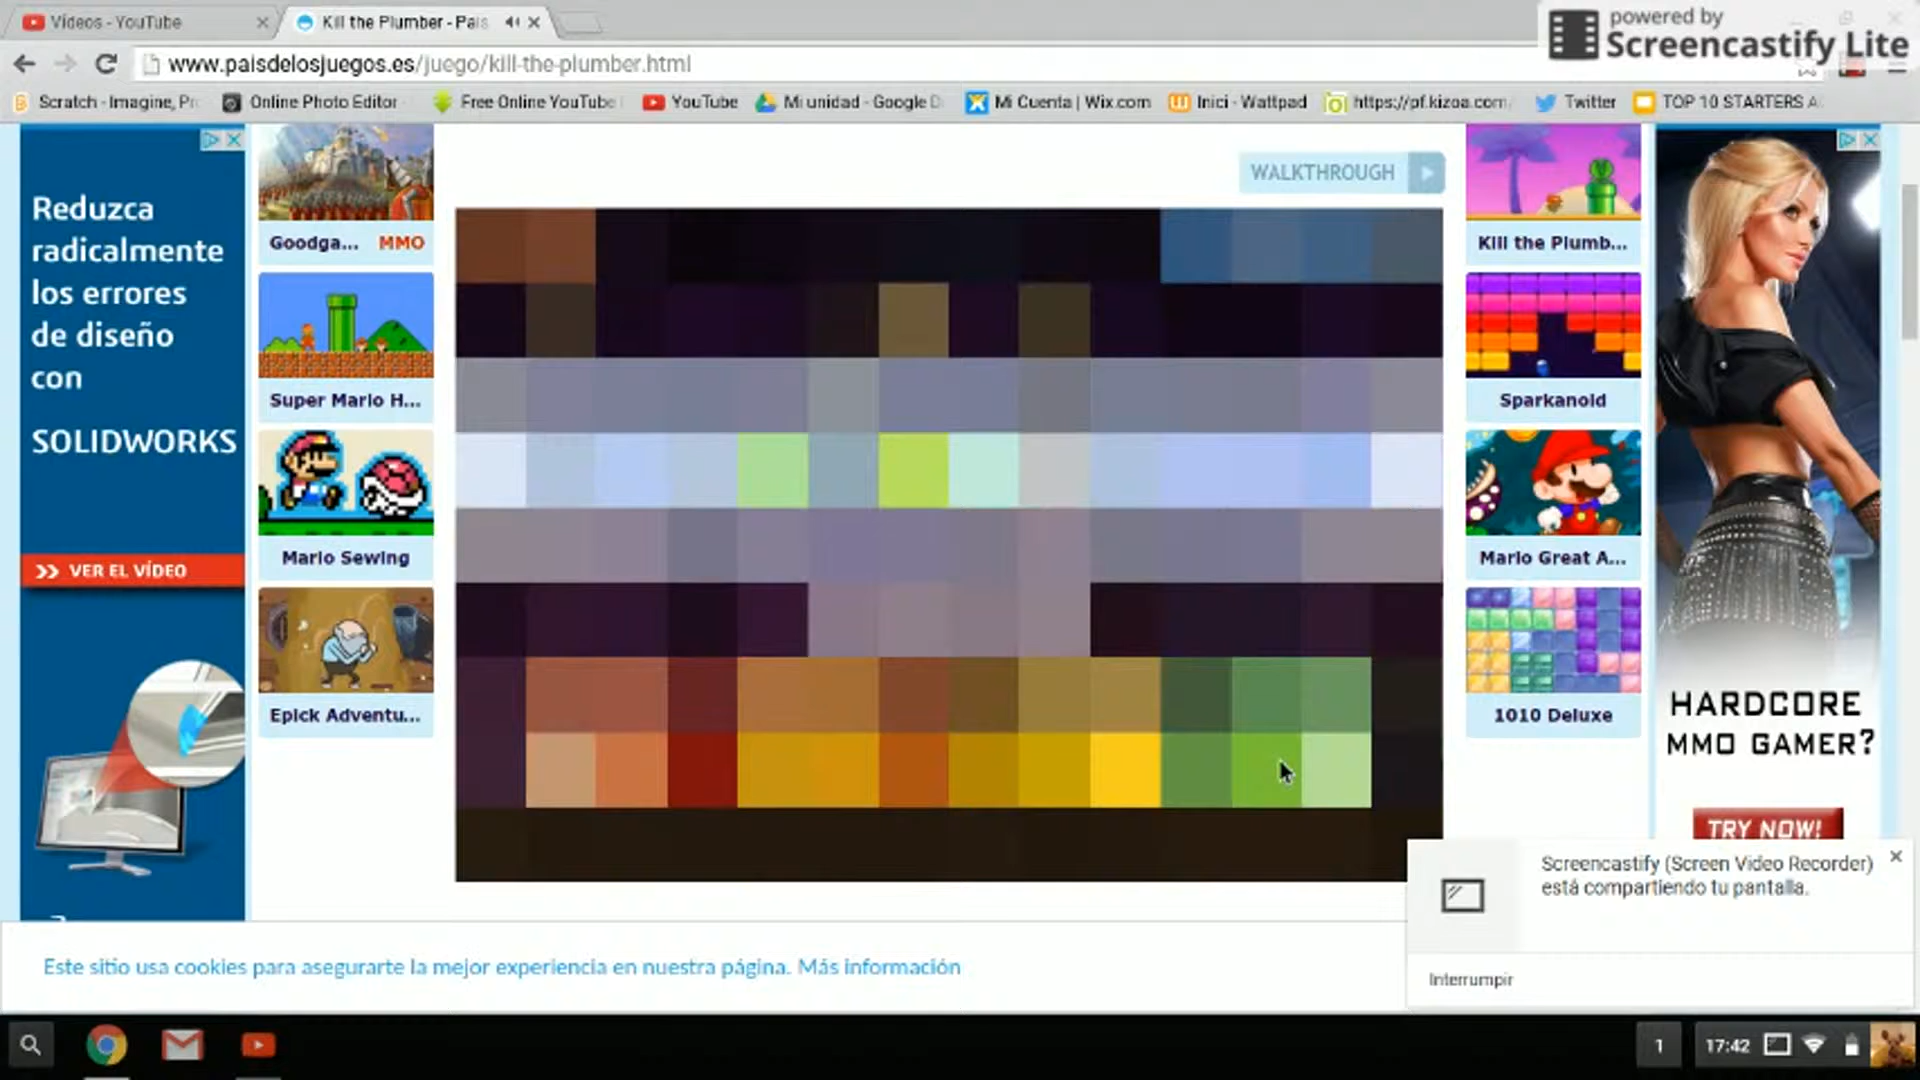 Vídeos - YouTube
Kill the Plumber - Pais
powered by
Screencastify Lite
www.paisdelosjuegos.es/juego/kill-the-plumber.html
Scratch - Imagine, Pr
Online Photo Editor
Free Online YouTube
YouTube
Mi unidad - Google D
Mi Cuenta | Wix.com
Inici - Wattpad
https://pf.kizoa.com/
Twitter
TOP 10 STARTERS A
Reduzca
radicalmente
los errores
de diseño
con
SOLIDWORKS
VER EL VÍDEO
Goodga... MMO
Super Mario H...
Mario Sewing
Epick Adventu...
WALKTHROUGH
Kill the Plumb...
Sparkanoid
Mario Great A...
1010 Deluxe
HARDCORE
MMO GAMER?
TRY NOW!
Screencastify (Screen Video Recorder)
está compartiendo tu pantalla.
Interrumpir
Este sitio usa cookies para asegurarte la mejor experiencia en nuestra página. Más información
1
17:42